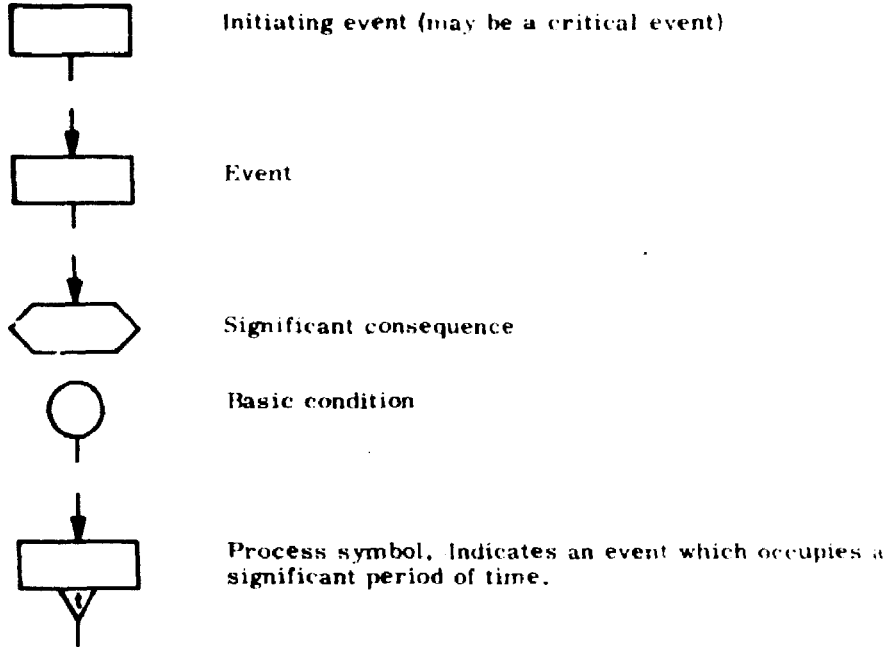 Initiating event (may be a critical event)
Event
Significant consequence
Basic condition
Process symbol. Indicates an event which occupies a
significant period of time.
t